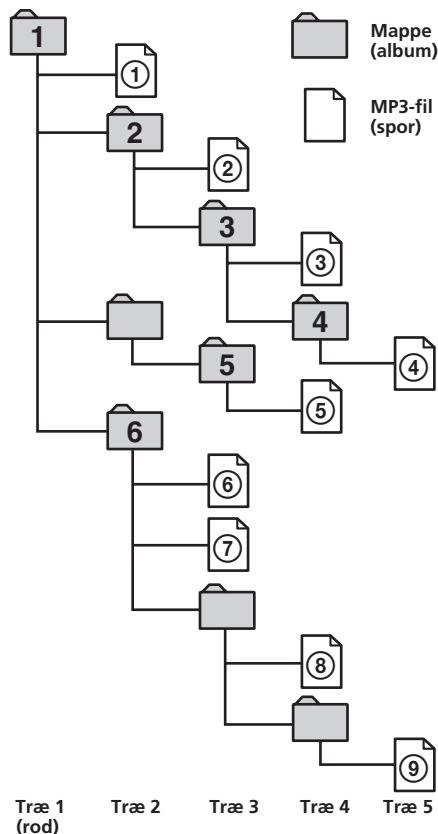 1
Mappe
(album)
①
MP3-fil
(spor)
2
②
3
③
4
④
5
⑤
6
⑥
⑦
⑧
⑨
Træ 1 Træ 2 Træ 3 Træ 4 Træ 5
(rod)